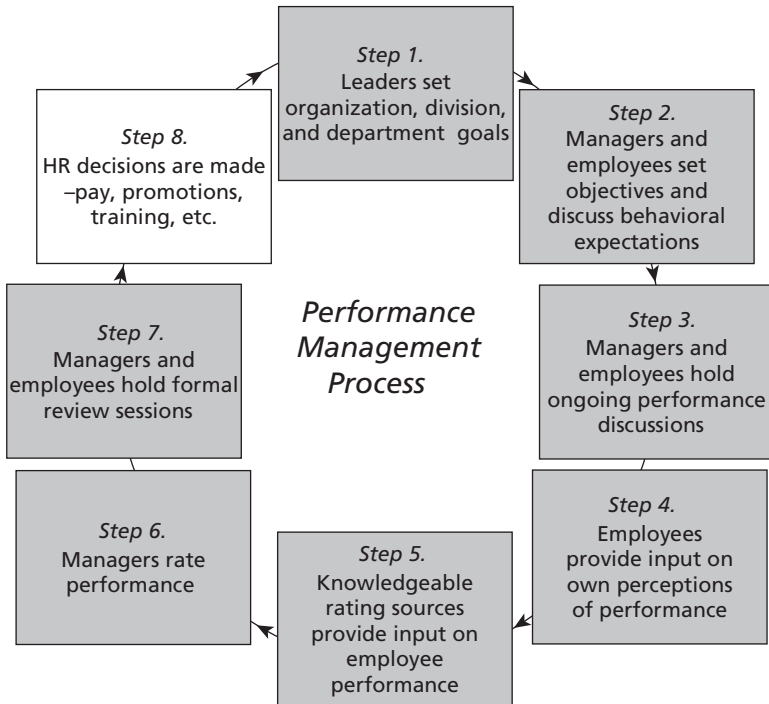 Step 1.
Leaders set
organization, division,
and department goals
Step 2.
Managers and
employees set
objectives and
discuss behavioral
expectations
Step 3.
Managers and
employees hold
ongoing performance
discussions
Step 4.
Employees
provide input on
own perceptions
of performance
Step 5.
Knowledgeable
rating sources
provide input on
employee
performance
Step 6.
Managers rate
performance
Step 7.
Managers and
employees hold formal
review sessions
Step 8.
HR decisions are made
–pay, promotions,
training, etc.
Performance
Management
Process